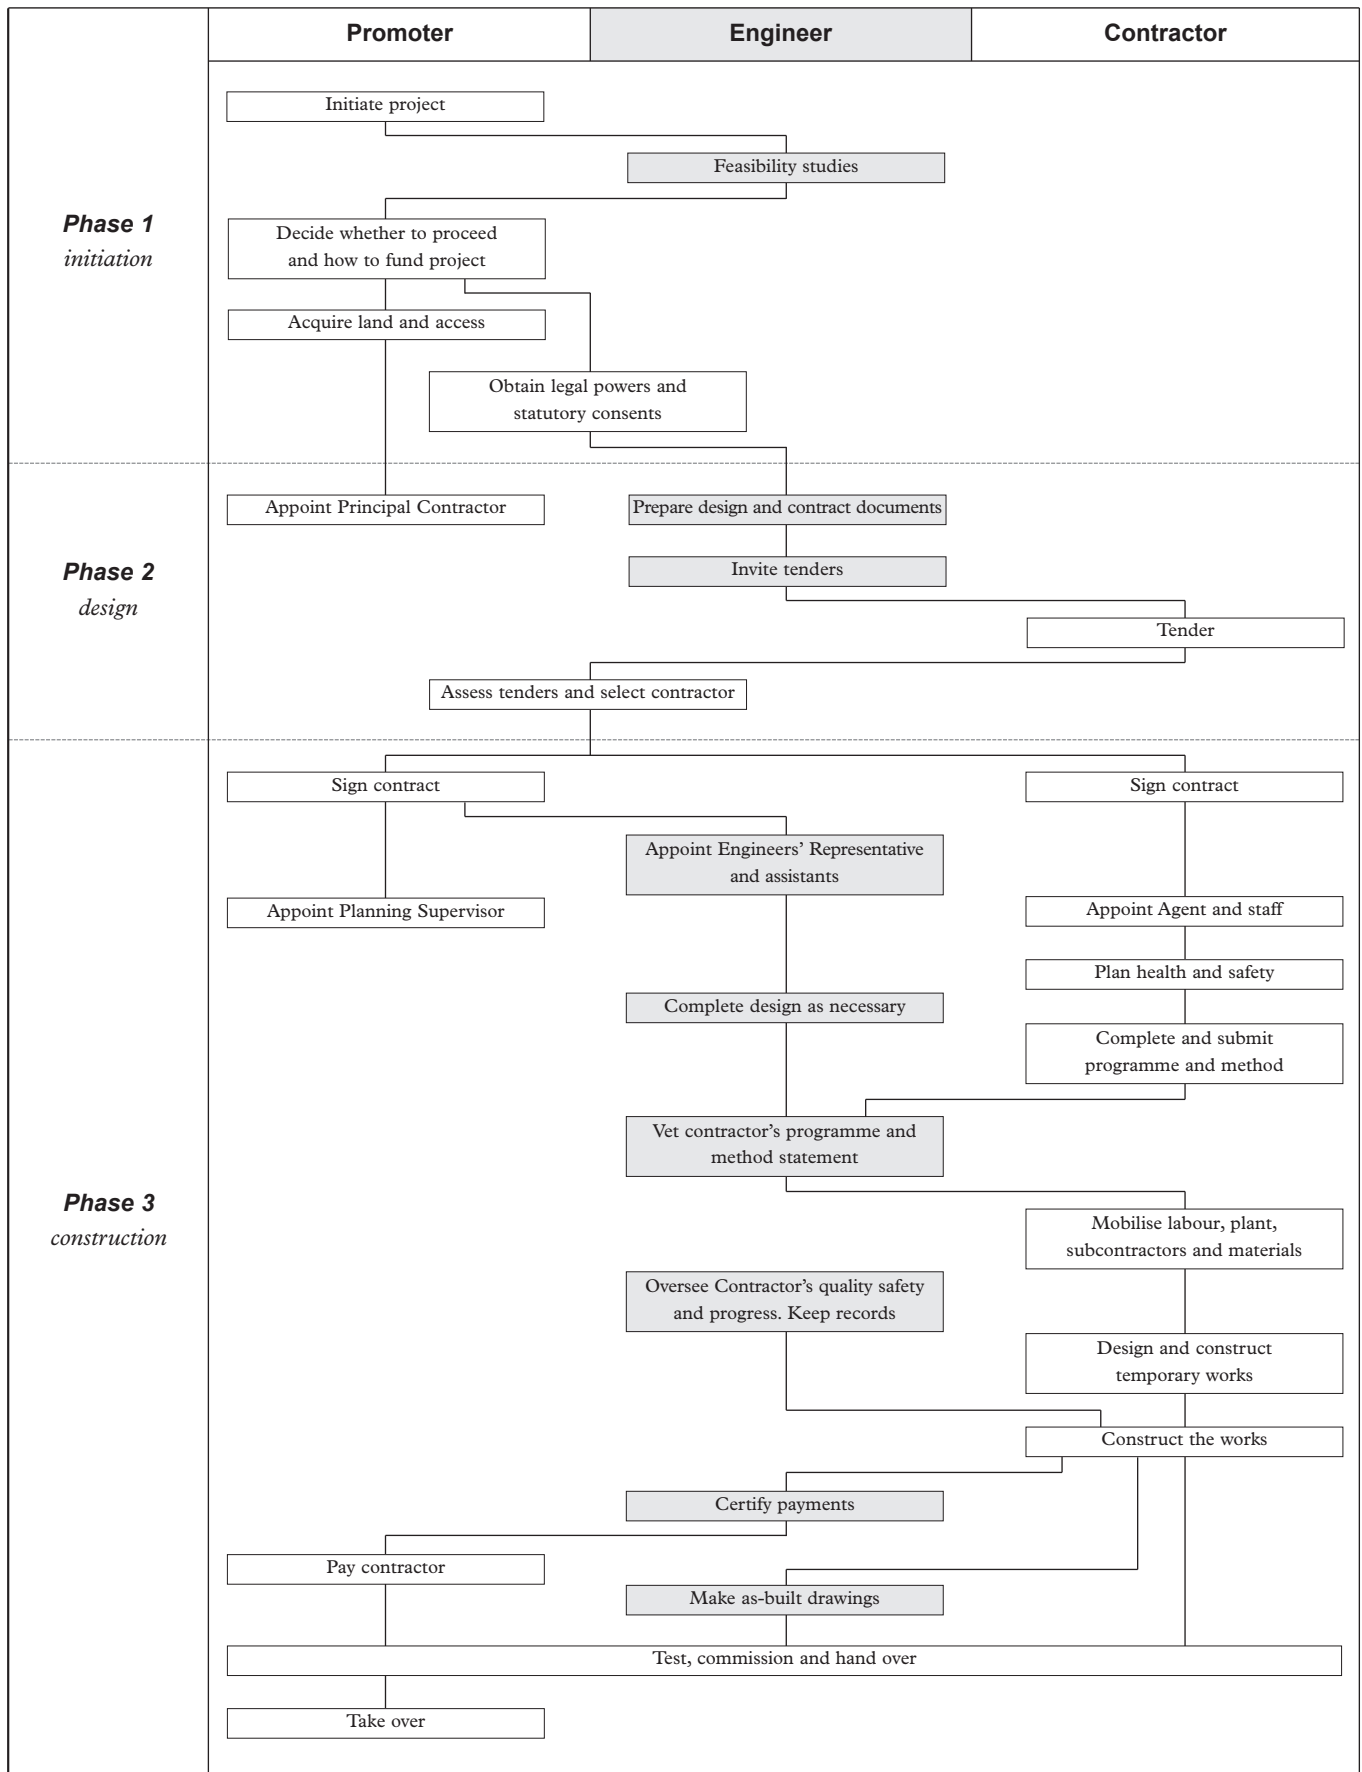 Promoter
Engineer
Contractor
Initiate project
Feasibility studies
Phase 1
initiation
Decide whether to proceed
and how to fund project
Acquire land and access
Obtain legal powers and
statutory consents
Appoint Principal Contractor
Prepare design and contract documents
Phase 2
design
Invite tenders
Tender
Assess tenders and select contractor
Sign contract
Sign contract
Appoint Engineers’ Representative
and assistants
Appoint Planning Supervisor
Appoint Agent and staff
Plan health and safety
Complete design as necessary
Complete and submit
programme and method
Vet contractor’s programme and
method statement
Phase 3
construction
Mobilise labour, plant,
subcontractors and materials
Oversee Contractor’s quality safety
and progress. Keep records
Design and construct
temporary works
Construct the works
Certify payments
Pay contractor
Make as-built drawings
Test, commission and hand over
Take over